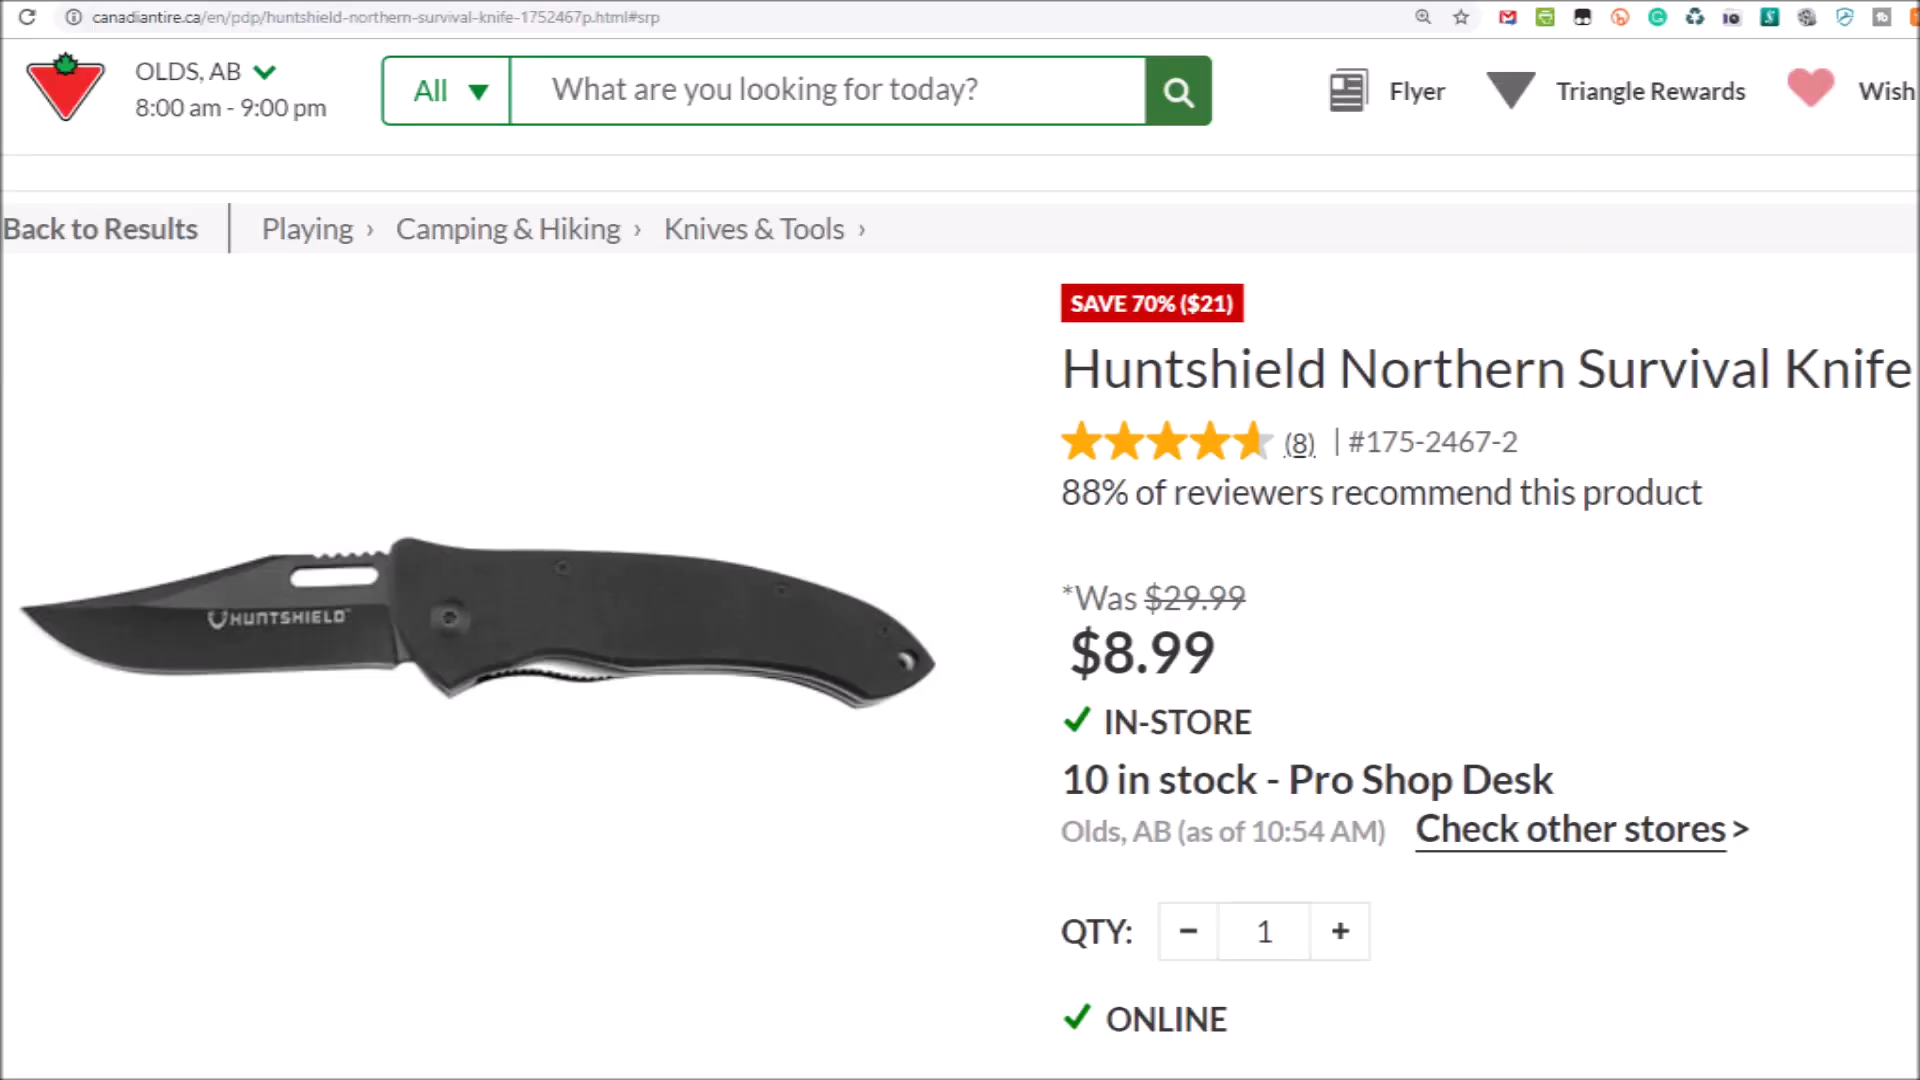 canadiantire.ca/en/pdp/huntshield-northern-survival-knife-1752467p.html#srp
OLDS, AB
8:00 am - 9:00 pm
All
What are you looking for today?
Flyer
Triangle Rewards
Wish
Back to Results
Playing ›
Camping & Hiking ›
Knives & Tools ›
SAVE 70% ($21)
Huntshield Northern Survival Knife
(8) | #175-2467-2
88% of reviewers recommend this product
HUNTSHIELD™
*Was $29.99
$8.99
IN-STORE
10 in stock - Pro Shop Desk
Olds, AB (as of 10:54 AM) Check other stores >
QTY: - 1 +
ONLINE